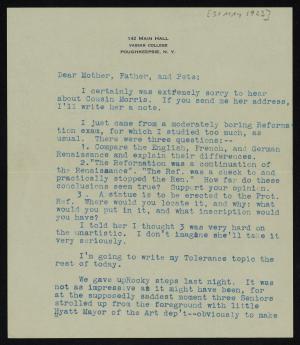 [31 May 1923]
142 MAIN HALL
VASSAR COLLEGE
POUGHKEEPSIE, N. Y.
Dear Mother, Father, and Pets;
I certainly was extremely sorry to hear
about Cousin Morris. If you send me her address,
I'll write her a note.
I just came from a moderately boring Reforma-
tion exam, for which I studied too much, as
usual. There were three questions:--
1. Compare the English, French, and German
Renaissance and explain their differences.
2. "The Reformation was a continuation of
the Renaissance". "The Ref. was a check to and
practically stopped the Ren." How far do these
conclusions seem true? Support your opinion.
3. A statue is to be erected to the Prot.
Ref. Where would you locate it, and why: what
would you put in it, and what inscription would
you have?
I told her I thought 3 was very hard on
the unartistic. I don't imagine she'll take it
very seriously.
I'm going to write my Tolerance topic the
rest of today.
We gave upRocky steps last night. It was
not as impressive as it might have been, for
at the supposedly saddest moment three Seniors
strolled up from the foreground with little
Hyatt Mayor of the Art dep't--obviously to make